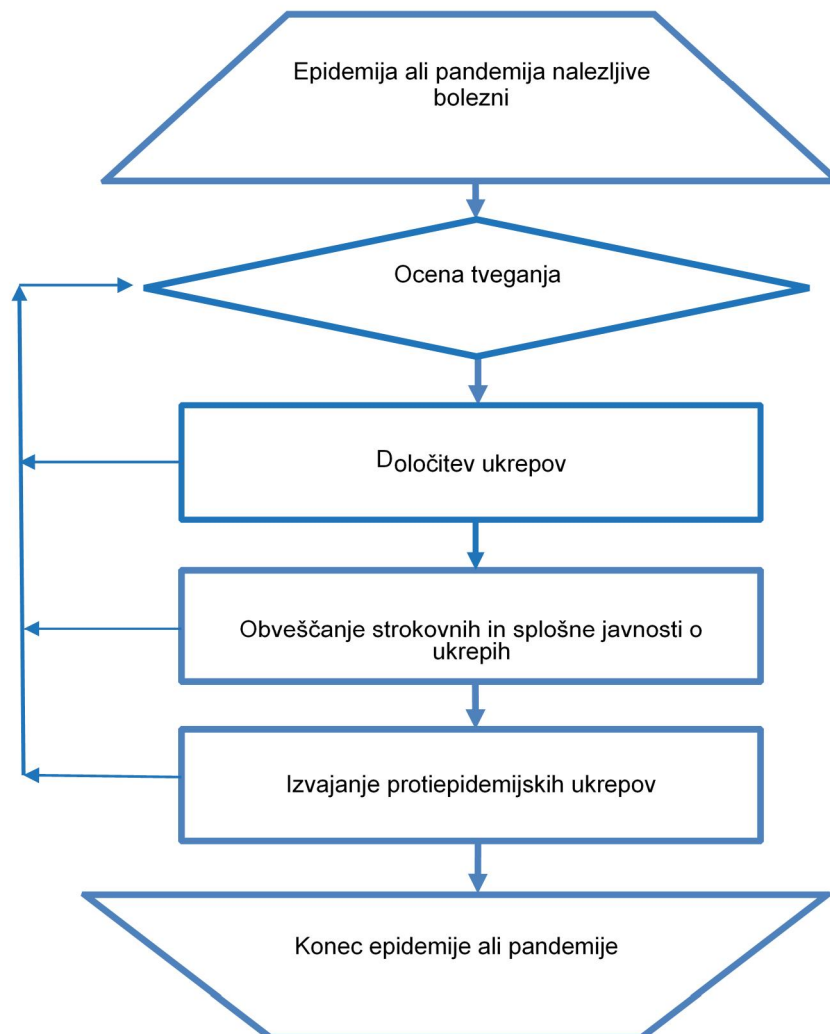 Epidemija ali pandemija nalezljive
bolezni
Ocena tveganja
Določitev ukrepov
Obveščanje strokovnih in splošne javnosti o
ukrepih
Izvajanje protiepidemijskih ukrepov
Konec epidemije ali pandemije